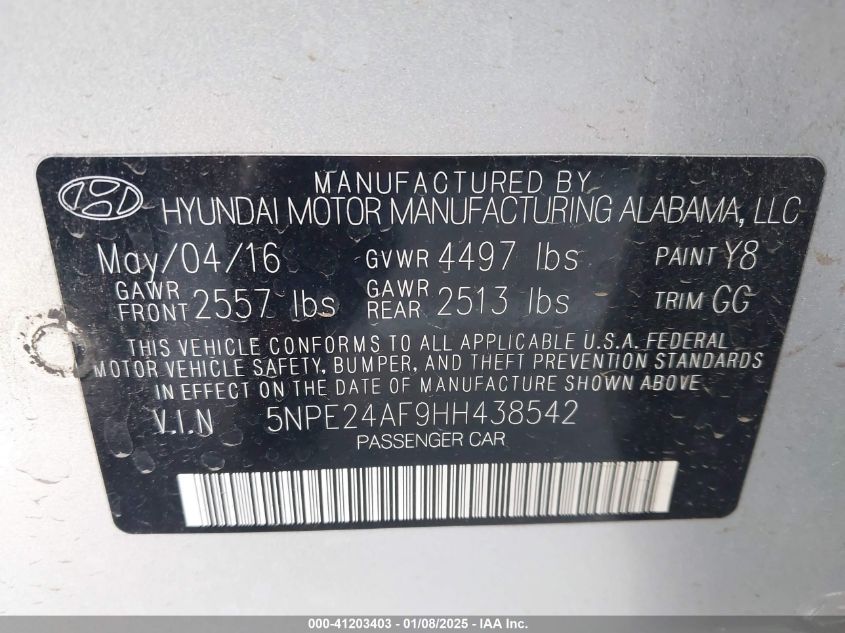 MANUFACTURED BY
HYUNDAI MOTOR MANUFACTURING ALABAMA, LLC
May/04/16 GVWR 4497 lbs PAINT Y8
GAWR FRONT 2557 lbs GAWR REAR 2513 lbs TRIM GG
THIS VEHICLE CONFORMS TO ALL APPLICABLE U.S.A. FEDERAL
MOTOR VEHICLE SAFETY, BUMPER, AND THEFT PREVENTION STANDARDS
IN EFFECT ON THE DATE OF MANUFACTURE SHOWN ABOVE
V.I.N 5NPE24AF9HH438542
PASSENGER CAR
000-41203403 - 01/08/2025 - IAA Inc.